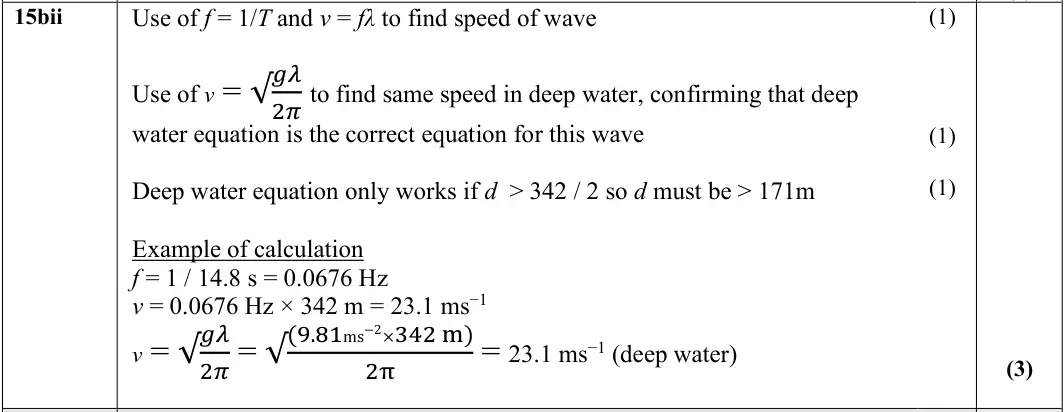 15bii
Use of f = 1/T and v = fλ to find speed of wave (1)
Use of v = √gλ/2π to find same speed in deep water, confirming that deep
water equation is the correct equation for this wave (1)
Deep water equation only works if d > 342 / 2 so d must be > 171m (1)
Example of calculation
f = 1 / 14.8 s = 0.0676 Hz
v = 0.0676 Hz × 342 m = 23.1 ms⁻¹
v = √gλ/2π = √(9.81ms⁻²×342 m)/2π = 23.1 ms⁻¹ (deep water)
(3)